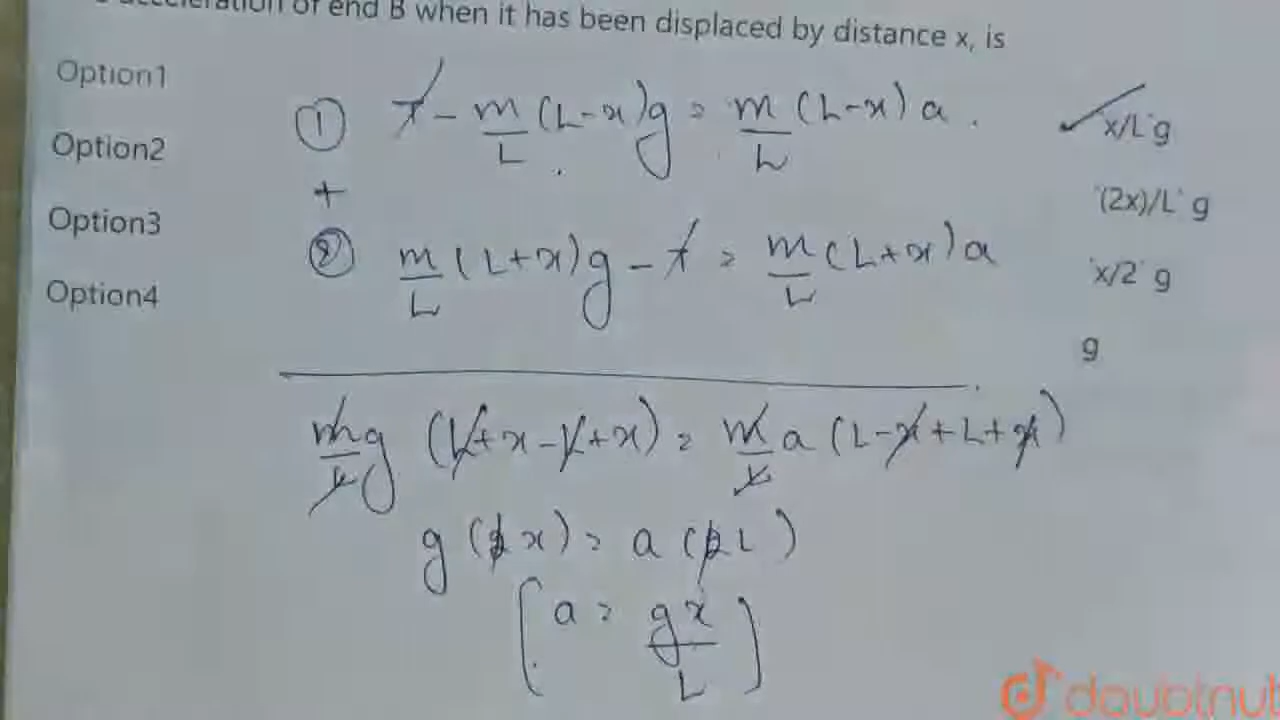 acceleration of end B when it has been displaced by distance x, is
Option1
① T - m/L (L-x)g = m/L (L-x) a.
✓ x/L g
Option2
+
(2x)/L g
Option3
② m/L (L+x)g - T = m/L (L+x) a
x/2 g
Option4
g
mg/L (L+x-L+x) = m/L a (L-x+L+x)
g (2x) = a (2L)
[a = gx/L]
doubtnut